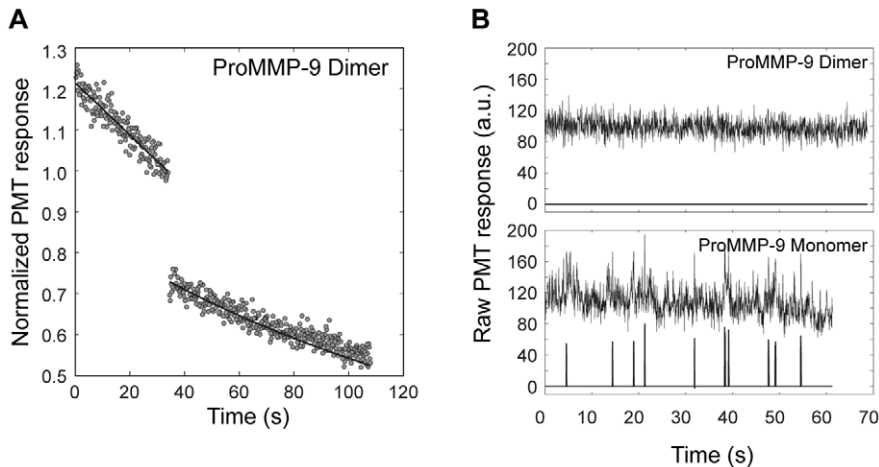 A
B
ProMMP-9 Dimer
Normalized PMT response
1.3
1.2
1.1
1.0
0.9
0.8
0.7
0.6
0.5
0 20 40 60 80 100 120
Time (s)
ProMMP-9 Dimer
200
160
120
80
40
0
Raw PMT response (a.u.)
ProMMP-9 Monomer
200
160
120
80
40
0
0 10 20 30 40 50 60 70
Time (s)